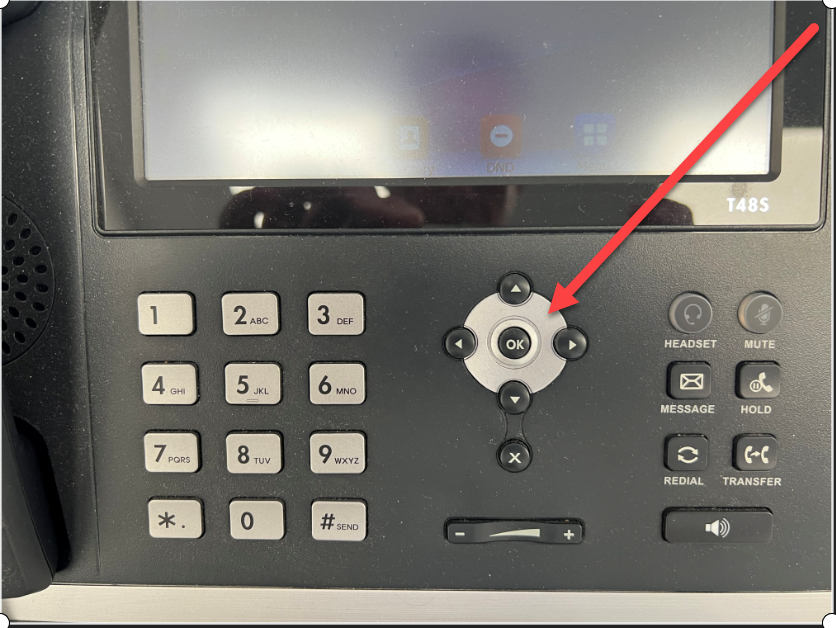 DND
T48S
1
2 ABC
3 DEF
OK
HEADSET
MUTE
4 GHI
5 JKL
6 MNO
MESSAGE
HOLD
7 PQRS
8 TUV
9 WXYZ
X
REDIAL
TRANSFER
*.
0
# SEND
- +